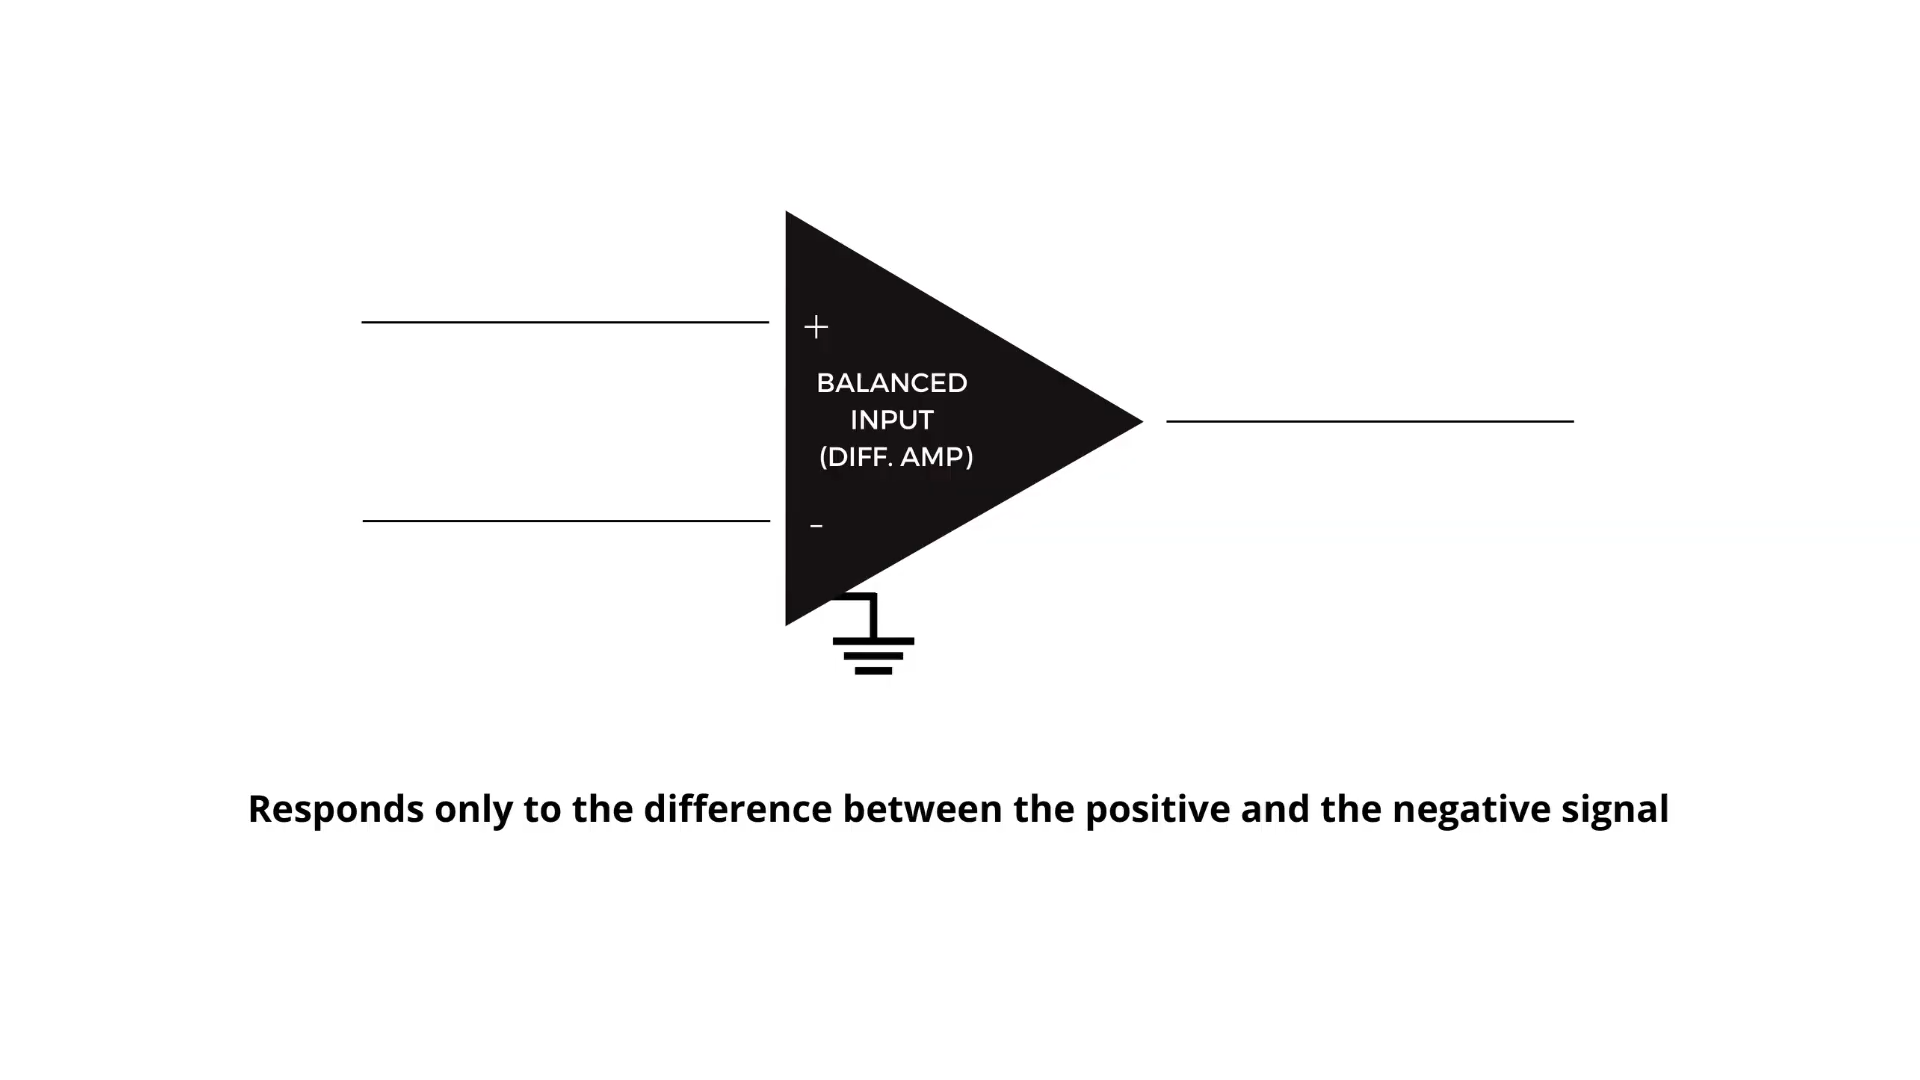 +
BALANCED
INPUT
(DIFF. AMP)
-
Responds only to the difference between the positive and the negative signal